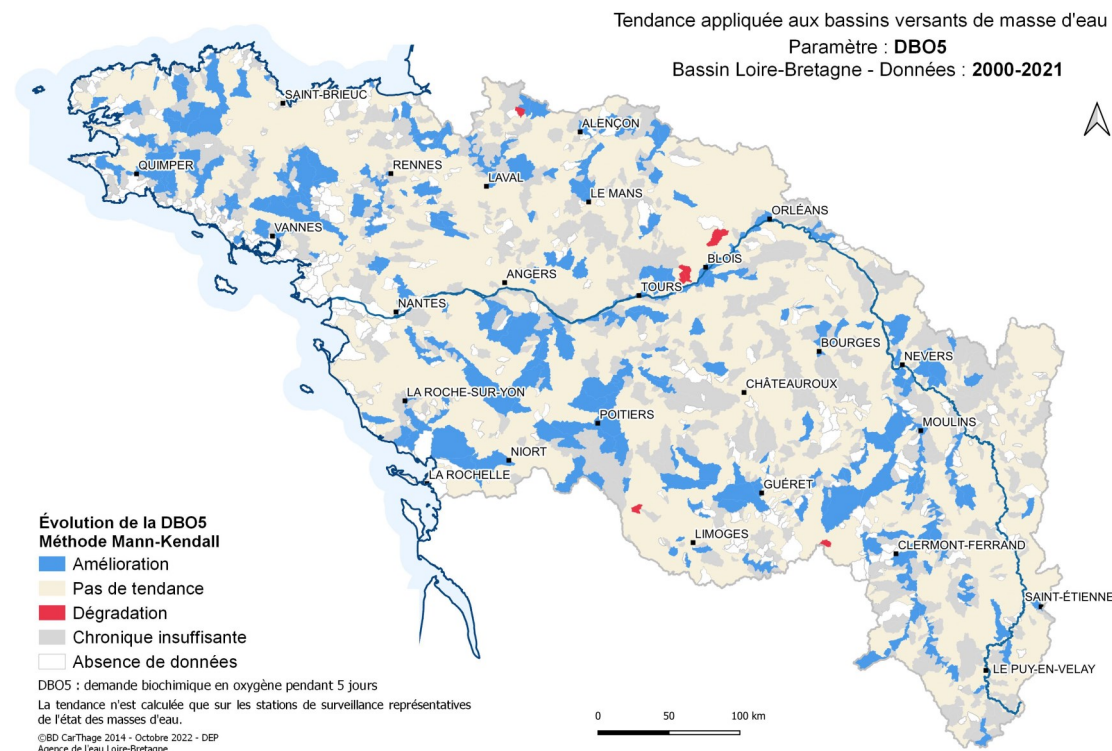 Tendance appliquée aux bassins versants de masse d'eau
Paramètre : DBO5
Bassin Loire-Bretagne - Données : 2000-2021
SAINT-BRIEUC
ALENÇON
QUIMPER
RENNES
LAVAL
LE MANS
ORLÉANS
VANNES
BLOIS
ANGERS
TOURS
NANTES
BOURGES
NEVERS
CHÂTEAUROUX
LA ROCHE-SUR-YON
POITIERS
MOULINS
NIORT
LA ROCHELLE
GUÉRET
LIMOGES
CLERMONT-FERRAND
SAINT-ÉTIENNE
LE PUY-EN-VELAY
Évolution de la DBO5
Méthode Mann-Kendall
Amélioration
Pas de tendance
Dégradation
Chronique insuffisante
Absence de données
DBO5 : demande biochimique en oxygène pendant 5 jours
La tendance n'est calculée que sur les stations de surveillance représentatives
de l'état des masses d'eau.
©BD CarThage 2014 - Octobre 2022 - DEP
Agence de l'eau Loire-Bretagne
0 50 100 km